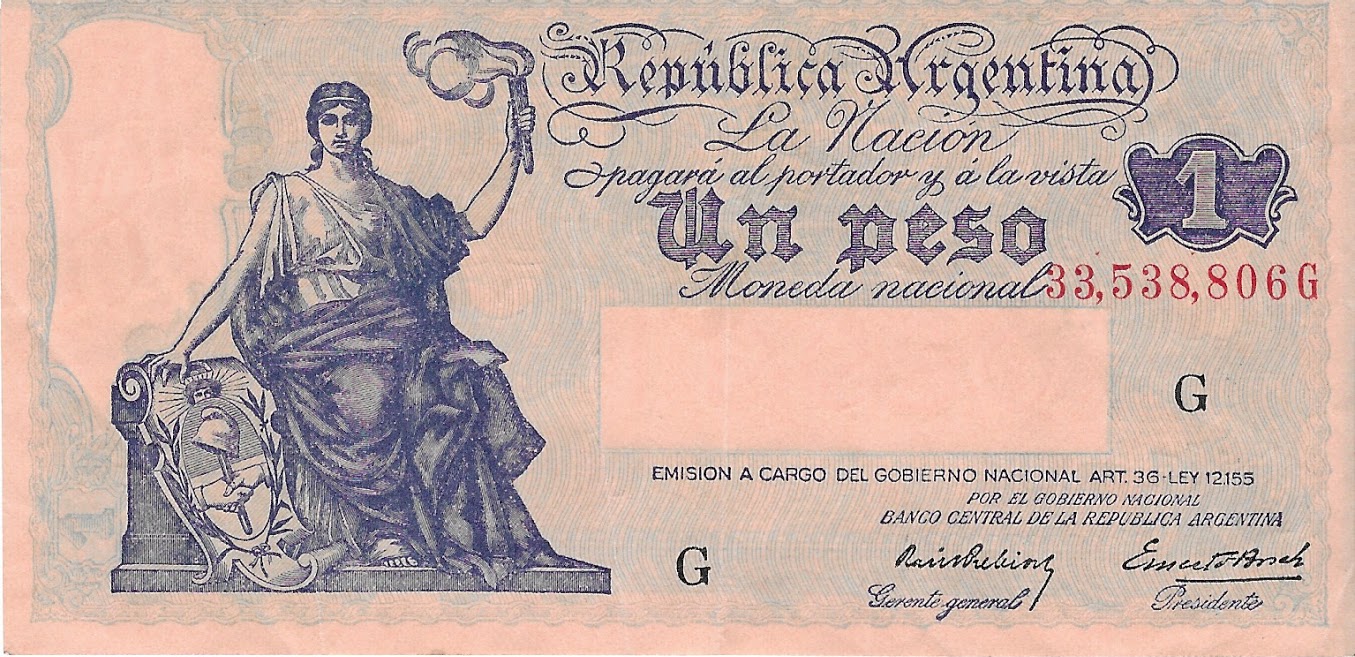 República Argentina
La Nación
pagará al portador y á la vista
Un peso
1
Moneda nacional
33,538,806G
G
EMISION A CARGO DEL GOBIERNO NACIONAL ART. 36-LEY 12.155
POR EL GOBIERNO NACIONAL
BANCO CENTRAL DE LA REPUBLICA ARGENTINA
G
Raúl Prebisch
Ernesto Bosch
Gerente general
Presidente
1